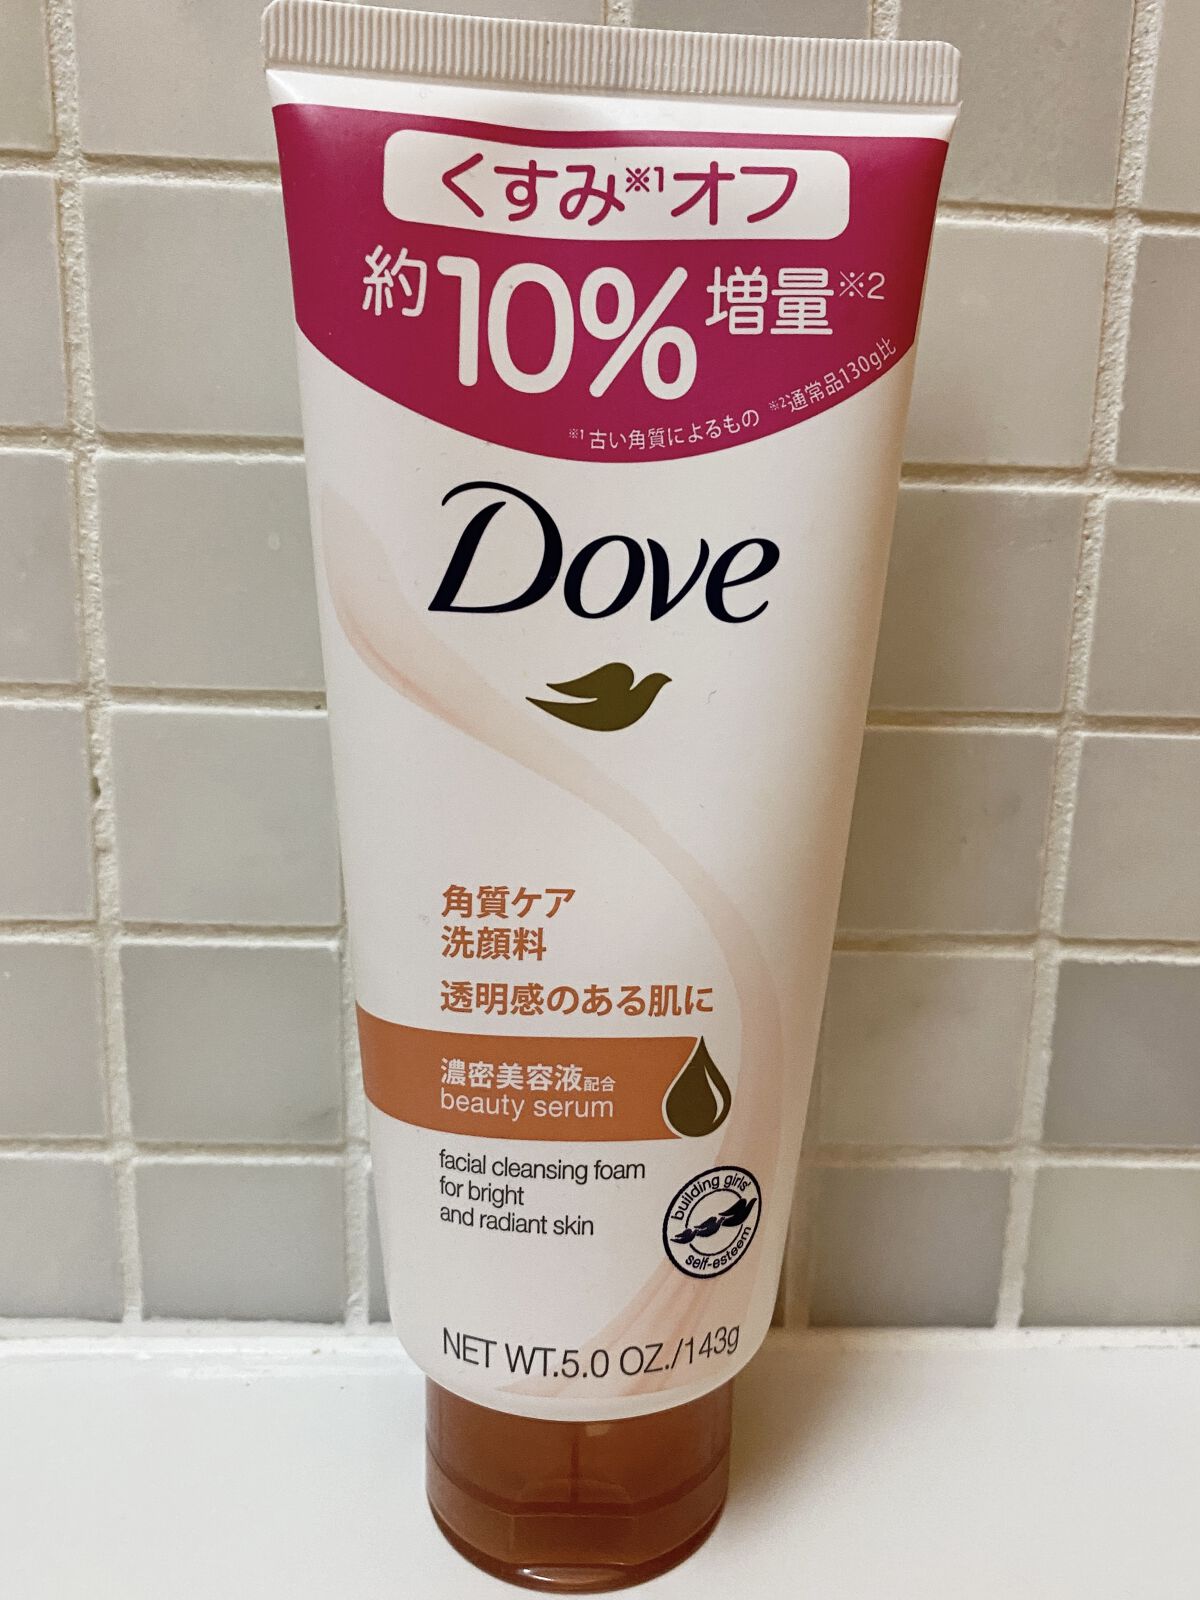 くすみ※1オフ
約10%増量※2
※1古い角質によるもの ※2通常品130g比
Dove
角質ケア
洗顔料
透明感のある肌に
濃密美容液配合
beauty serum
facial cleansing foam
for bright
and radiant skin
building girls'
self-esteem
NET WT.5.0 OZ./143g